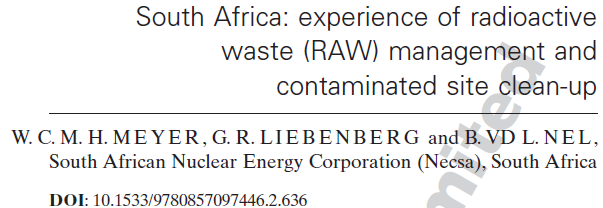 South Africa: experience of radioactive
waste (RAW) management and
contaminated site clean-up
W. C. M. H. MEYER, G. R. LIEBENBERG and B. VD L. NEL,
South African Nuclear Energy Corporation (Necsa), South Africa
DOI: 10.1533/9780857097446.2.636
mited